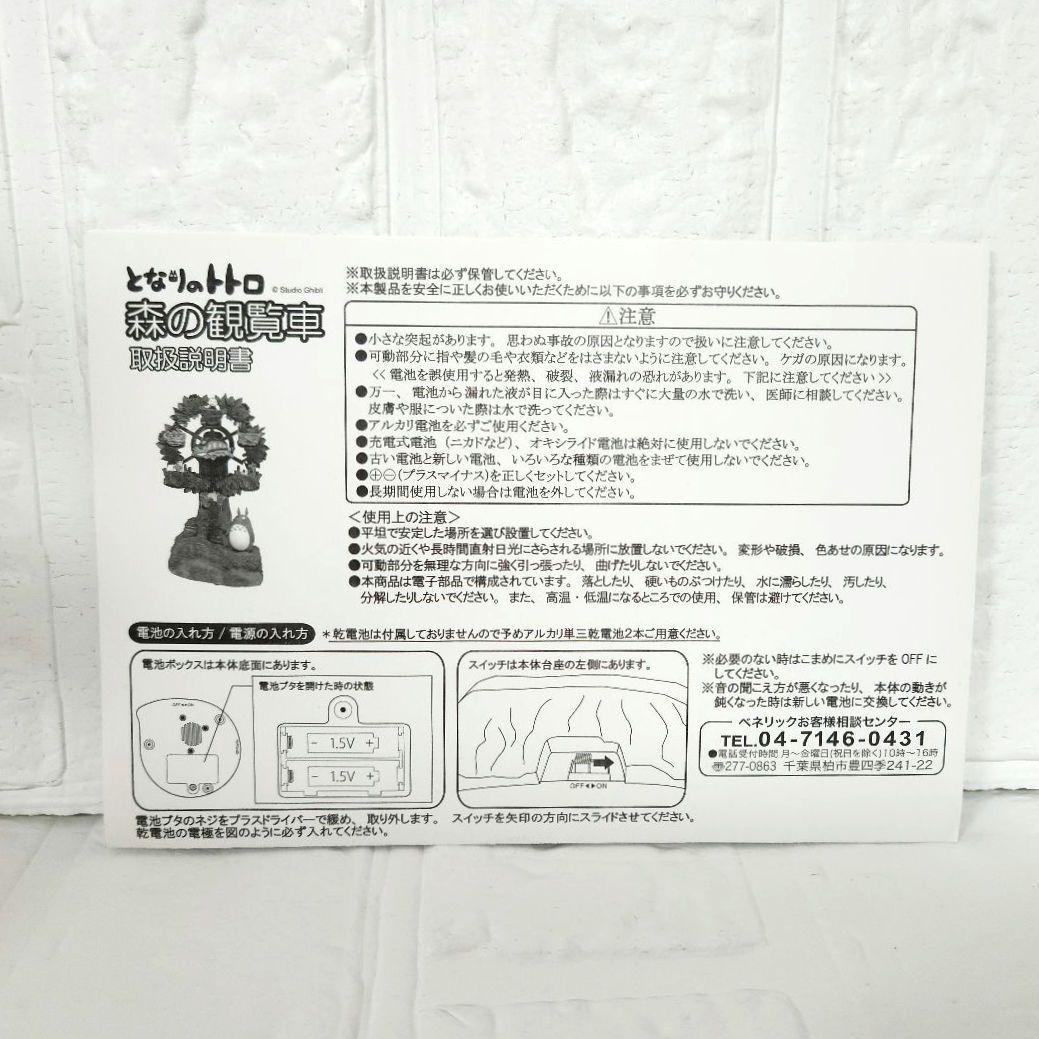 となりのトトロ
© Studio Ghibli
森の観覧車
取扱説明書
※取扱説明書は必ず保管してください。
※本製品を安全に正しくお使いいただくために以下の事項を必ずお守りください。
⚠注意
●小さな突起があります。思わぬ事故の原因となりますので扱いに注意してください。
●可動部分に指や髪の毛や衣類などをはさまないように注意してください。ケガの原因になります。
<<電池を誤使用すると発熱、破裂、液漏れの恐れがあります。下記に注意してください>>
●万一、電池から漏れた液が目に入った際はすぐに大量の水で洗い、医師に相談してください。
皮膚や服についた際は水で洗ってください。
●アルカリ電池を必ずご使用ください。
●充電式電池（ニカドなど）、オキシライド電池は絶対に使用しないでください。
●古い電池と新しい電池、いろいろな種類の電池をまぜて使用しないでください。
●⊕⊖(プラスマイナス)を正しくセットしてください。
●長期間使用しない場合は電池を外してください。
＜使用上の注意＞
●平坦で安定した場所を選び設置してください。
●火気の近くや長時間直射日光にさらされる場所に放置しないでください。変形や破損、色あせの原因になります。
●可動部分を無理な方向に強く引っ張ったり、曲げたりしないでください。
●本商品は電子部品で構成されています。落としたり、硬いものぶつけたり、水に濡らしたり、汚したり、
分解したりしないでください。また、高温・低温になるところでの使用、保管は避けてください。
電池の入れ方 / 電源の入れ方
＊乾電池は付属しておりませんので予めアルカリ単三乾電池2本ご用意ください。
電池ボックスは本体底面にあります。
電池ブタを開けた時の状態
OFF◀▶ON
− 1.5V +
− 1.5V +
電池ブタのネジをプラスドライバーで緩め、取り外します。
乾電池の電極を図のように必ず入れてください。
スイッチは本体台座の左側にあります。
OFF◀▶ON
スイッチを矢印の方向にスライドさせてください。
※必要のない時はこまめにスイッチを OFF に
してください。
※音の聞こえ方が悪くなったり、本体の動きが
鈍くなった時は新しい電池に交換してください。
ベネリックお客様相談センター
TEL.04-7146-0431
●電話受付時間 月～金曜日(祝日を除く)10時～16時
〠277-0863 千葉県柏市豊四季241-22